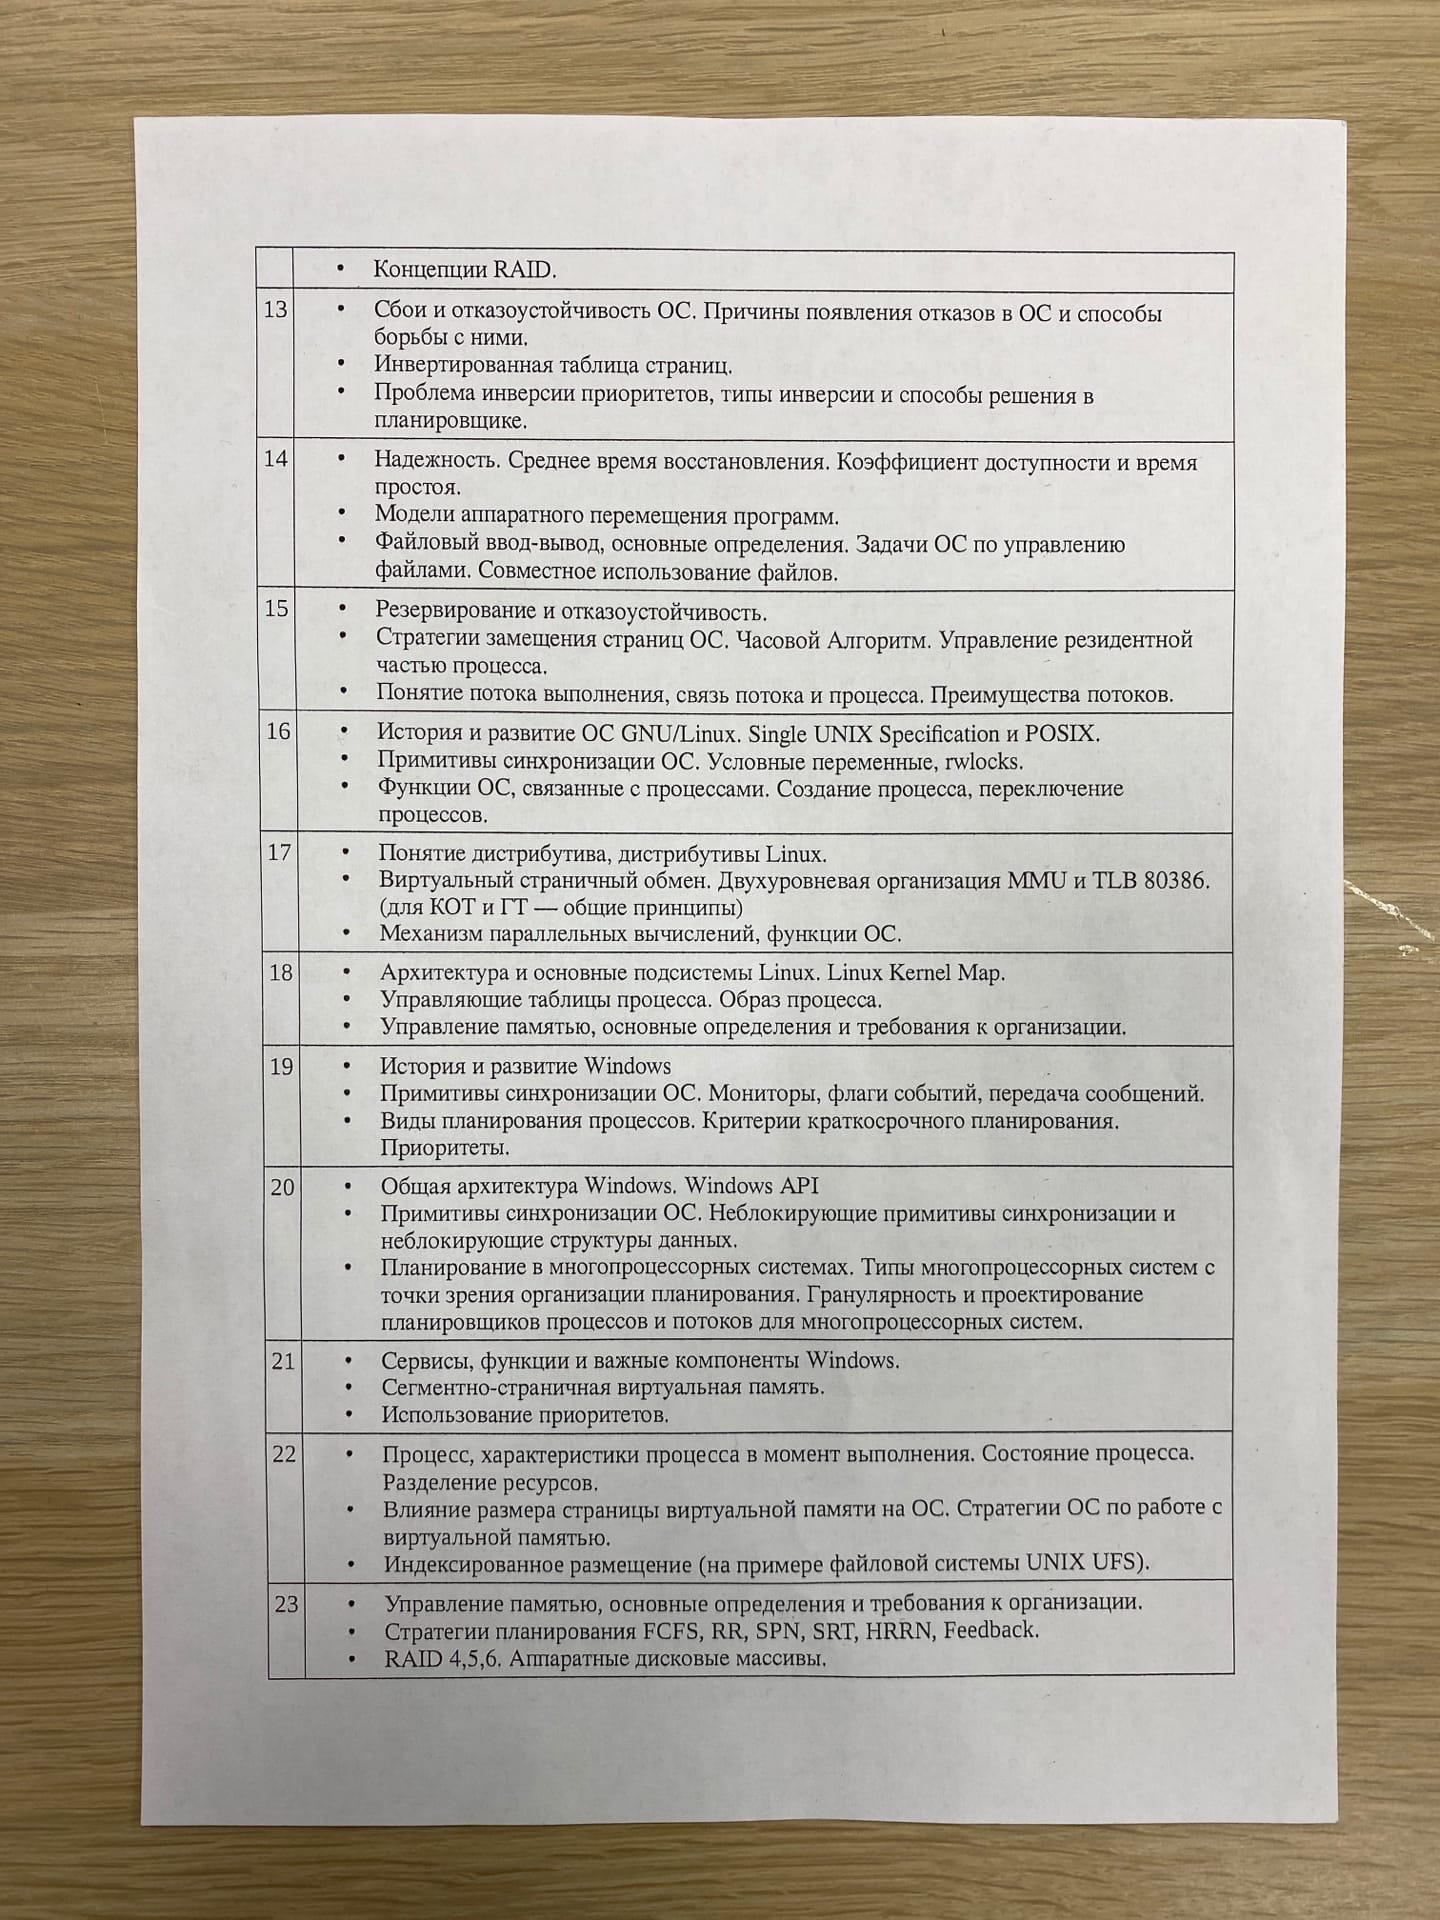 • Концепции RAID.
13 • Сбои и отказоустойчивость ОС. Причины появления отказов в ОС и способы
борьбы с ними.
• Инвертированная таблица страниц.
• Проблема инверсии приоритетов, типы инверсии и способы решения в
планировщике.
14 • Надежность. Среднее время восстановления. Коэффициент доступности и время
простоя.
• Модели аппаратного перемещения программ.
• Файловый ввод-вывод, основные определения. Задачи ОС по управлению
файлами. Совместное использование файлов.
15 • Резервирование и отказоустойчивость.
• Стратегии замещения страниц ОС. Часовой Алгоритм. Управление резидентной
частью процесса.
• Понятие потока выполнения, связь потока и процесса. Преимущества потоков.
16 • История и развитие ОС GNU/Linux. Single UNIX Specification и POSIX.
• Примитивы синхронизации ОС. Условные переменные, rwlocks.
• Функции ОС, связанные с процессами. Создание процесса, переключение
процессов.
17 • Понятие дистрибутива, дистрибутивы Linux.
• Виртуальный страничный обмен. Двухуровневая организация MMU и TLB 80386.
(для КОТ и ГТ — общие принципы)
• Механизм параллельных вычислений, функции ОС.
18 • Архитектура и основные подсистемы Linux. Linux Kernel Map.
• Управляющие таблицы процесса. Образ процесса.
• Управление памятью, основные определения и требования к организации.
19 • История и развитие Windows
• Примитивы синхронизации ОС. Мониторы, флаги событий, передача сообщений.
• Виды планирования процессов. Критерии краткосрочного планирования.
Приоритеты.
20 • Общая архитектура Windows. Windows API
• Примитивы синхронизации ОС. Неблокирующие примитивы синхронизации и
неблокирующие структуры данных.
• Планирование в многопроцессорных системах. Типы многопроцессорных систем с
точки зрения организации планирования. Гранулярность и проектирование
планировщиков процессов и потоков для многопроцессорных систем.
21 • Сервисы, функции и важные компоненты Windows.
• Сегментно-страничная виртуальная память.
• Использование приоритетов.
22 • Процесс, характеристики процесса в момент выполнения. Состояние процесса.
Разделение ресурсов.
• Влияние размера страницы виртуальной памяти на ОС. Стратегии ОС по работе с
виртуальной памятью.
• Индексированное размещение (на примере файловой системы UNIX UFS).
23 • Управление памятью, основные определения и требования к организации.
• Стратегии планирования FCFS, RR, SPN, SRT, HRRN, Feedback.
• RAID 4,5,6. Аппаратные дисковые массивы.